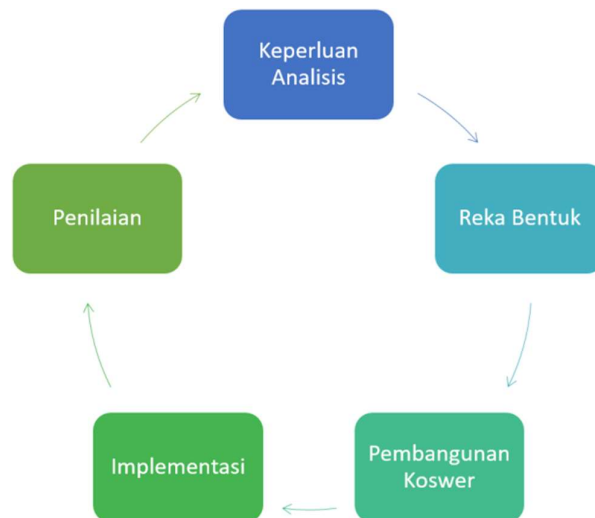 Keperluan
Analisis
Penilaian
Reka Bentuk
Implementasi
Pembangunan
Koswer